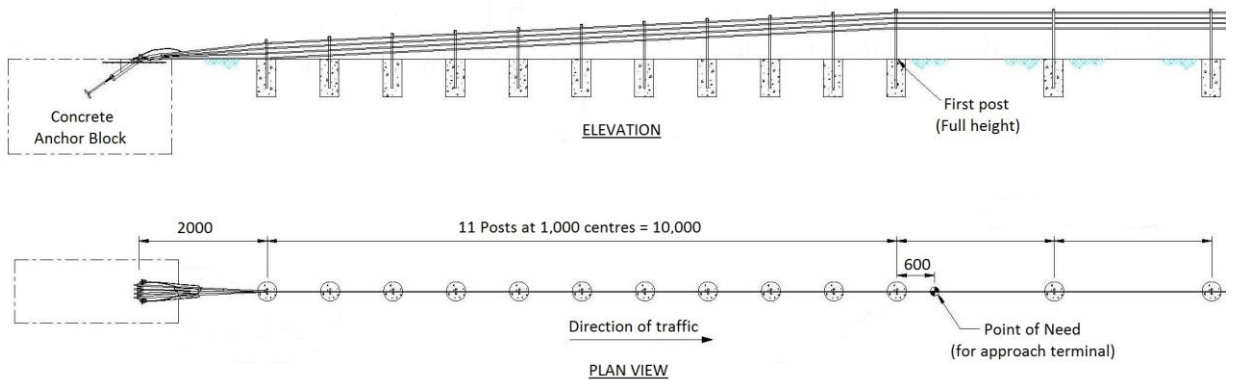 Concrete
Anchor Block
ELEVATION
First post
(Full height)
2000
11 Posts at 1,000 centres = 10,000
600
Direction of traffic
Point of Need
(for approach terminal)
PLAN VIEW